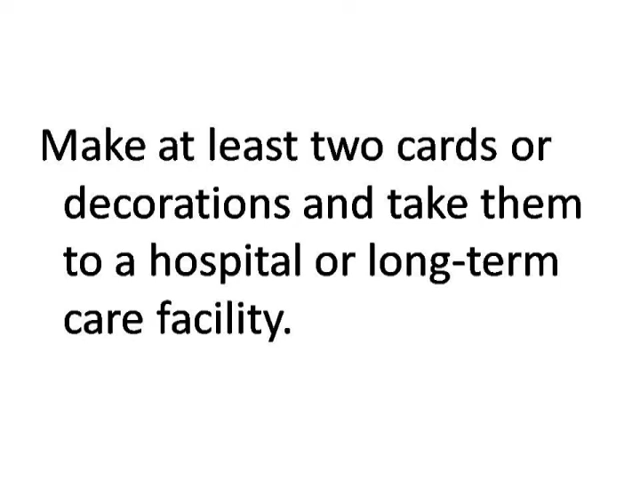 Make at least two cards or
decorations and take them
to a hospital or long-term
care facility.